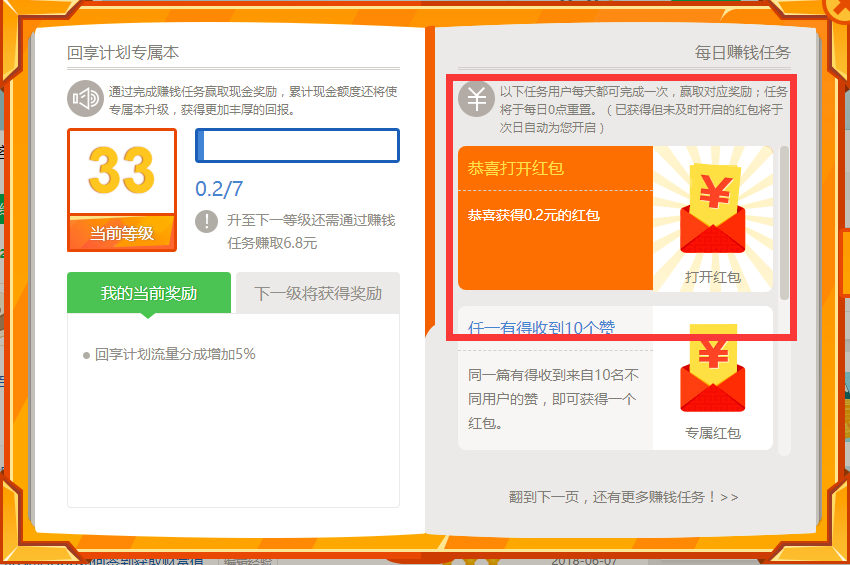 回享计划专属本
通过完成赚钱任务赢取现金奖励，累计现金额度还将使
专属本升级，获得更加丰厚的回报。
33
当前等级
0.2/7
!
升至下一等级还需通过赚钱
任务赚取6.8元
我的当前奖励
下一级将获得奖励
回享计划流量分成增加5%
每日赚钱任务
¥
以下任务用户每天都可完成一次，赢取对应奖励；任务
将于每日0点重置。（已获得但未及时开启的红包将于
次日自动为您开启）
恭喜打开红包
恭喜获得0.2元的红包
¥
打开红包
任一有得收到10个赞
同一篇有得收到来自10名不
同用户的赞，即可获得一个
红包。
¥
专属红包
翻到下一页，还有更多赚钱任务！>>
2018-06-07